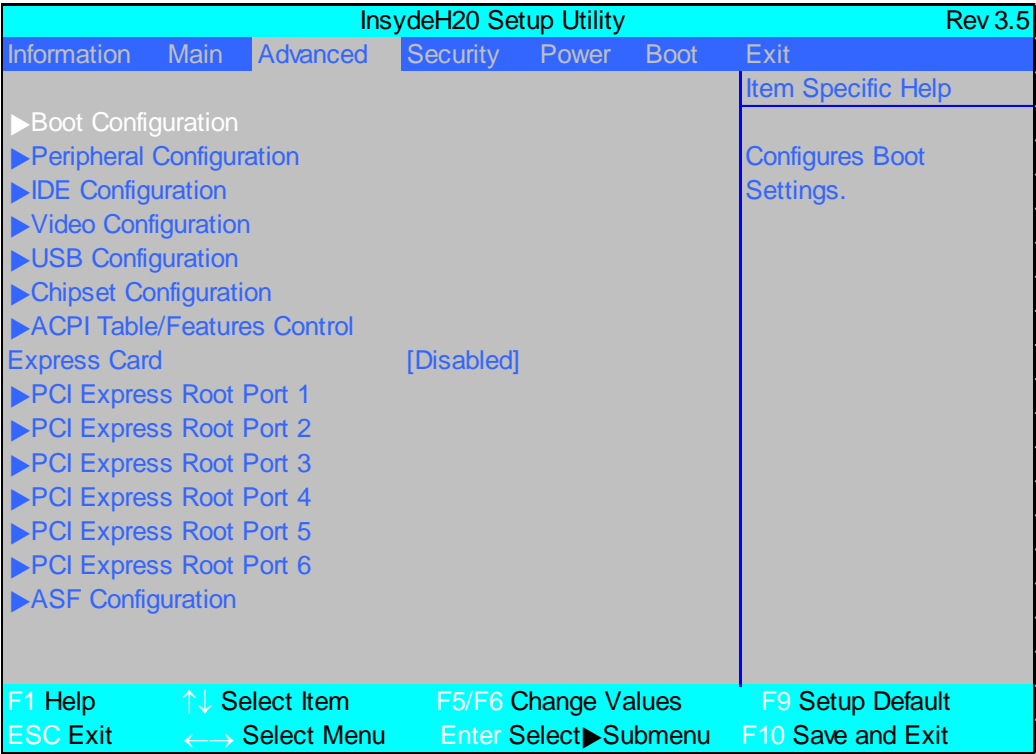 InsydeH20 Setup Utility Rev 3.5
Information Main Advanced Security Power Boot Exit
Item Specific Help
▶Boot Configuration
▶Peripheral Configuration Configures Boot
▶IDE Configuration Settings.
▶Video Configuration
▶USB Configuration
▶Chipset Configuration
▶ACPI Table/Features Control
Express Card [Disabled]
▶PCI Express Root Port 1
▶PCI Express Root Port 2
▶PCI Express Root Port 3
▶PCI Express Root Port 4
▶PCI Express Root Port 5
▶PCI Express Root Port 6
▶ASF Configuration
F1 Help ↑↓ Select Item F5/F6 Change Values F9 Setup Default
ESC Exit ←→ Select Menu Enter Select▶Submenu F10 Save and Exit